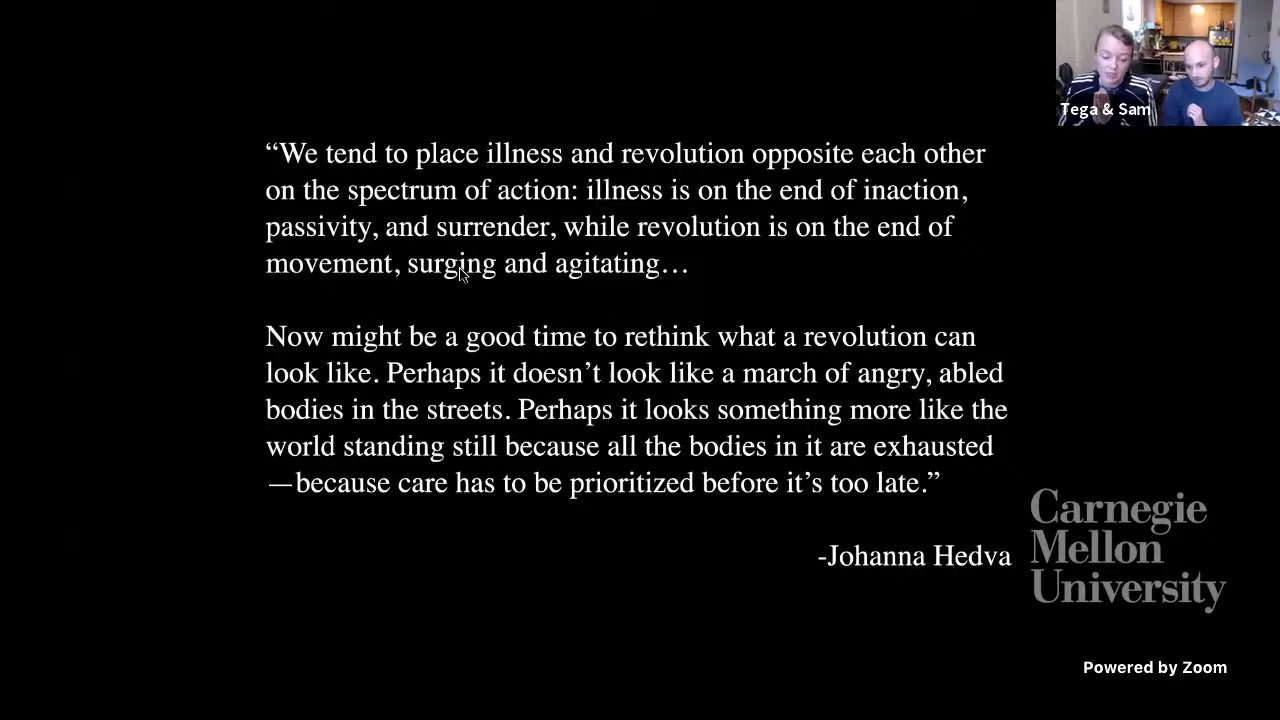 Tega & Sam
“We tend to place illness and revolution opposite each other
on the spectrum of action: illness is on the end of inaction,
passivity, and surrender, while revolution is on the end of
movement, surging and agitating…
Now might be a good time to rethink what a revolution can
look like. Perhaps it doesn’t look like a march of angry, abled
bodies in the streets. Perhaps it looks something more like the
world standing still because all the bodies in it are exhausted
—because care has to be prioritized before it’s too late.”
-Johanna Hedva
Carnegie
Mellon
University
Powered by Zoom